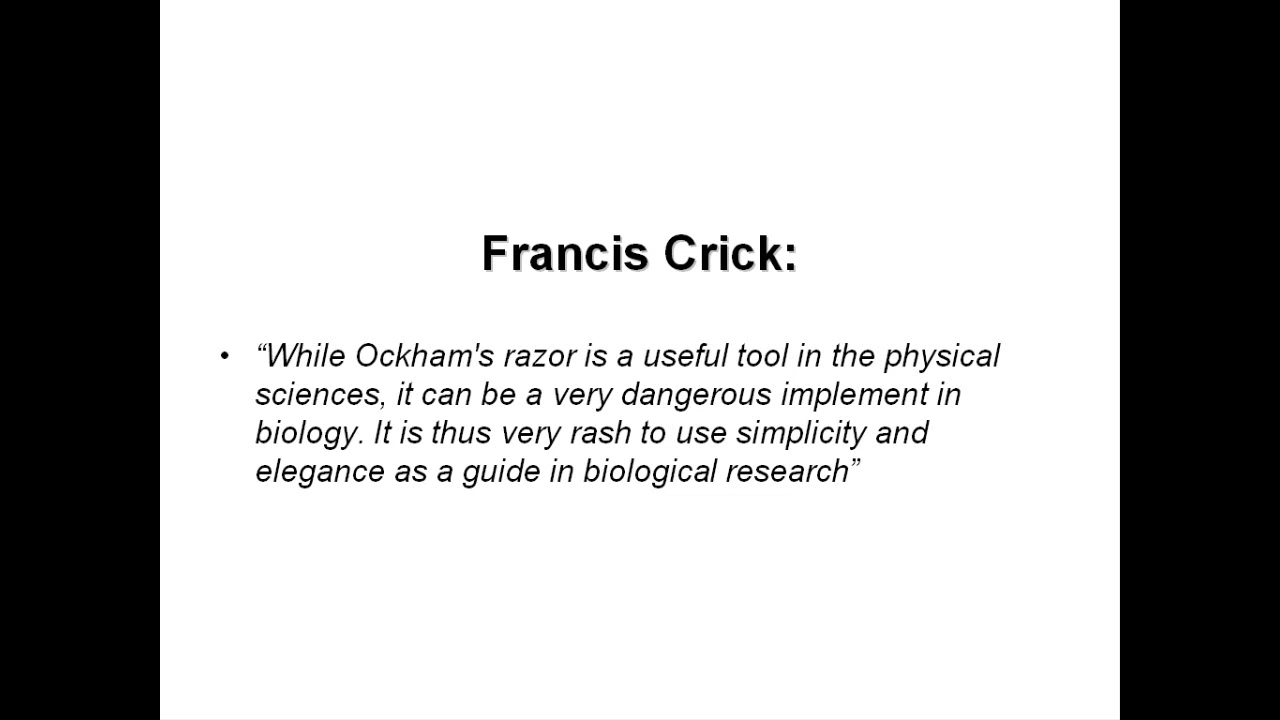 Francis Crick:
• “While Ockham's razor is a useful tool in the physical
sciences, it can be a very dangerous implement in
biology. It is thus very rash to use simplicity and
elegance as a guide in biological research”